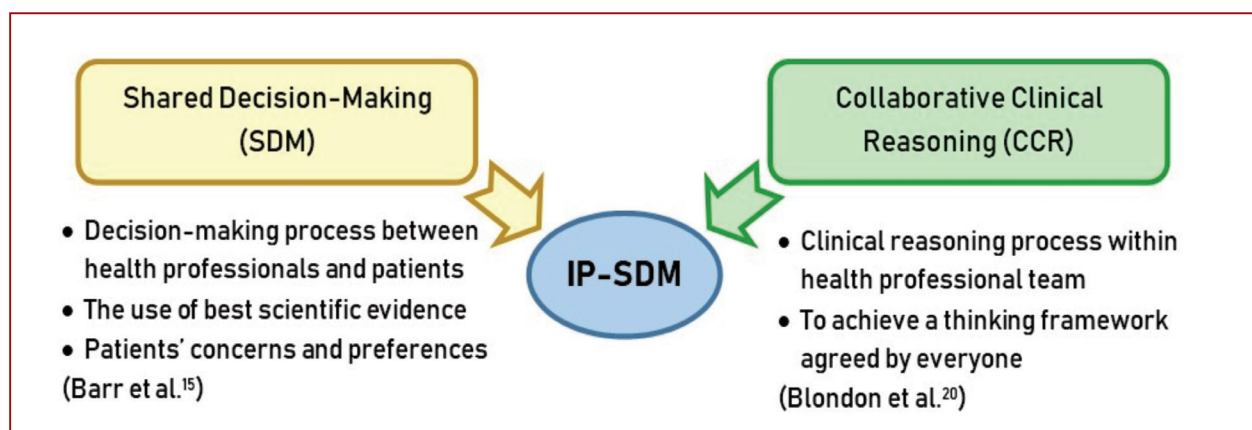 Shared Decision-Making
(SDM)
• Decision-making process between
health professionals and patients
• The use of best scientific evidence
• Patients’ concerns and preferences
(Barr et al.¹⁵)
IP-SDM
Collaborative Clinical
Reasoning (CCR)
• Clinical reasoning process within
health professional team
• To achieve a thinking framework
agreed by everyone
(Blondon et al.²⁰)